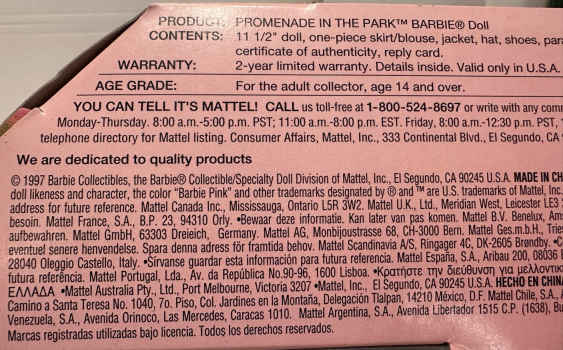 PRODUCT: PROMENADE IN THE PARK™ BARBIE® Doll
CONTENTS: 11 1/2" doll, one-piece skirt/blouse, jacket, hat, shoes, para
certificate of authenticity, reply card.
WARRANTY: 2-year limited warranty. Details inside. Valid only in U.S.A.
AGE GRADE: For the adult collector, age 14 and over.
YOU CAN TELL IT'S MATTEL! CALL us toll-free at 1-800-524-8697 or write with any com
Monday-Thursday. 8:00 a.m.-5:00 p.m. PST; 11:00 a.m.-8:00 p.m. EST. Friday, 8:00 a.m.-12:30 p.m. PST,
telephone directory for Mattel listing. Consumer Affairs, Mattel, Inc., 333 Continental Blvd., El Segundo, CA
We are dedicated to quality products
© 1997 Barbie Collectibles, the Barbie® Collectible/Specialty Doll Division of Mattel, Inc., El Segundo, CA 90245 U.S.A. MADE IN CH
doll likeness and character, the color "Barbie Pink" and other trademarks designated by ® and ™ are U.S. trademarks of Mattel, Inc.
address for future reference. Mattel Canada Inc., Mississauga, Ontario L5R 3W2. Mattel U.K., Ltd., Meridian West, Leicester LE3
besoin. Mattel France, S.A., B.P. 23, 94310 Orly. •Bewaar deze informatie. Kan later van pas komen. Mattel B.V. Benelux, Am
aufbewahren. Mattel GmbH, 63303 Dreieich, Germany. Mattel AG, Monbijoustrasse 68, CH-3000 Bern. Mattel Ges.m.b.H., Trie
eventuel senere henvendelse. Spara denna adress för framtida behov. Mattel Scandinavia A/S, Ringager 4C, DK-2605 Brøndby. •C
28040 Oleggio Castello, Italy. •Sírvanse guardar esta información para futura referencia. Mattel España, S.A., Aribau 200, 08036
futura referência. Mattel Portugal, Lda., Av. da República No.90-96, 1600 Lisboa. •Κρατήστε την διεύθυνση για μελλοντικ
ΕΛΛΑΔΑ. •Mattel Australia Pty., Ltd., Port Melbourne, Victoria 3207 •Mattel, Inc., El Segundo, CA 90245 U.S.A. HECHO EN CHINA
Camino a Santa Teresa No. 1040, 7o. Piso, Col. Jardines en la Montaña, Delegación Tlalpan, 14210 México, D.F. Mattel Chile, S.A.,
Venezuela, S.A., Avenida Orinoco, Las Mercedes, Caracas 1010. Mattel Argentina, S.A., Avenida Libertador 1515 C.P. (1638), Bu
Marcas registradas utilizadas bajo licencia. Todos los derechos reservados.